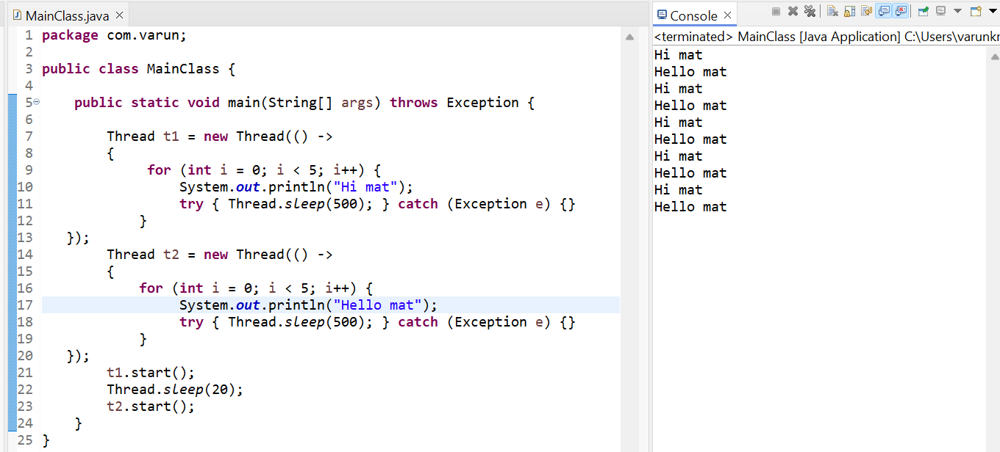 MainClass.java
1 package com.varun;
2
3 public class MainClass {
4
5 public static void main(String[] args) throws Exception {
6
7 Thread t1 = new Thread(() ->
8 {
9 for (int i = 0; i < 5; i++) {
10 System.out.println("Hi mat");
11 try { Thread.sleep(500); } catch (Exception e) {}
12 }
13 });
14 Thread t2 = new Thread(() ->
15 {
16 for (int i = 0; i < 5; i++) {
17 System.out.println("Hello mat");
18 try { Thread.sleep(500); } catch (Exception e) {}
19 }
20 });
21 t1.start();
22 Thread.sleep(20);
23 t2.start();
24 }
25 }
Console
<terminated> MainClass [Java Application] C:\Users\varunkr
Hi mat
Hello mat
Hi mat
Hello mat
Hi mat
Hello mat
Hi mat
Hello mat
Hi mat
Hello mat